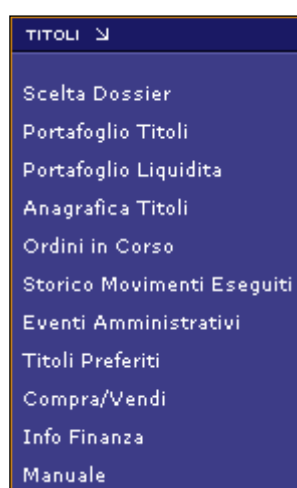 TITOLI
Scelta Dossier
Portafoglio Titoli
Portafoglio Liquidita
Anagrafica Titoli
Ordini in Corso
Storico Movimenti Eseguiti
Eventi Amministrativi
Titoli Preferiti
Compra/Vendi
Info Finanza
Manuale